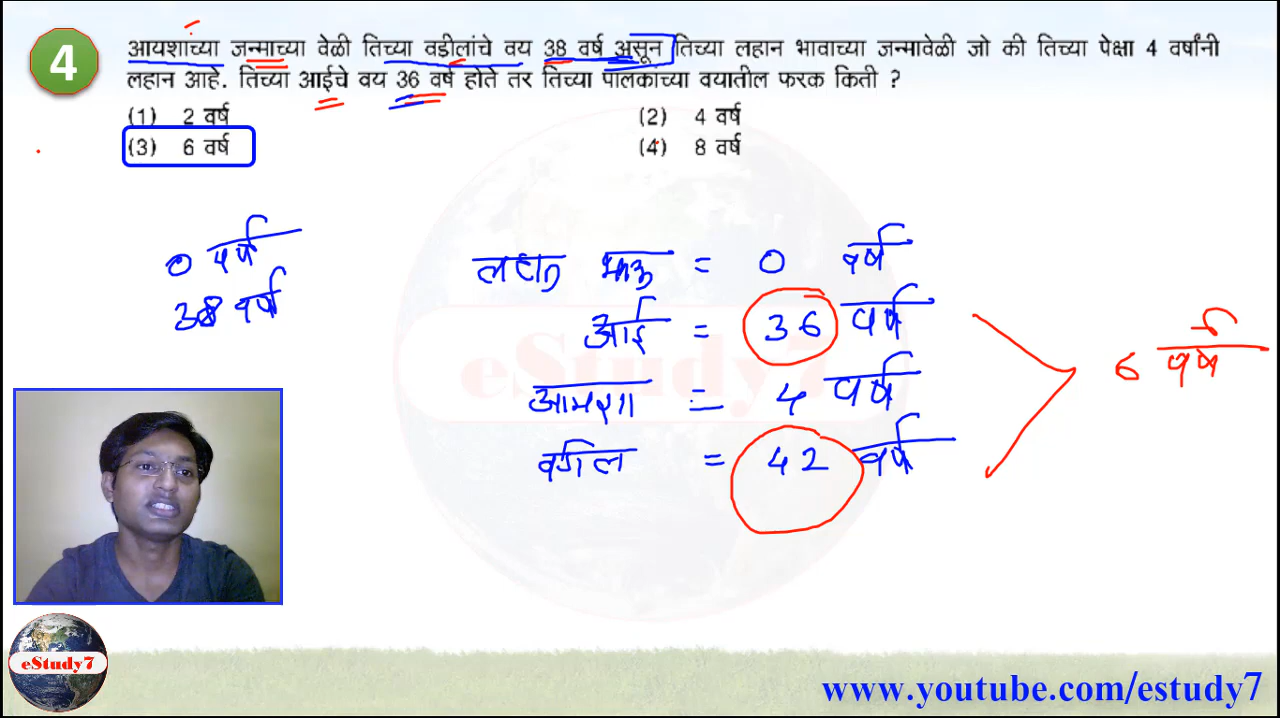 4
आयशाच्या जन्माच्या वेळी तिच्या वडीलांचे वय 38 वर्ष असून तिच्या लहान भावाच्या जन्मावेळी जो की तिच्या पेक्षा 4 वर्षांनी
लहान आहे. तिच्या आईचे वय 36 वर्ष होते तर तिच्या पालकाच्या वयातील फरक किती ?
(1) 2 वर्ष (2) 4 वर्ष
(3) 6 वर्ष (4) 8 वर्ष
0 वर्ष
38 वर्ष
लहान भाऊ = 0 वर्ष
आई = 36 वर्ष
आयशा = 4 वर्ष
वडील = 42 वर्ष
6 वर्ष
eStudy7
eStudy7
www.youtube.com/estudy7